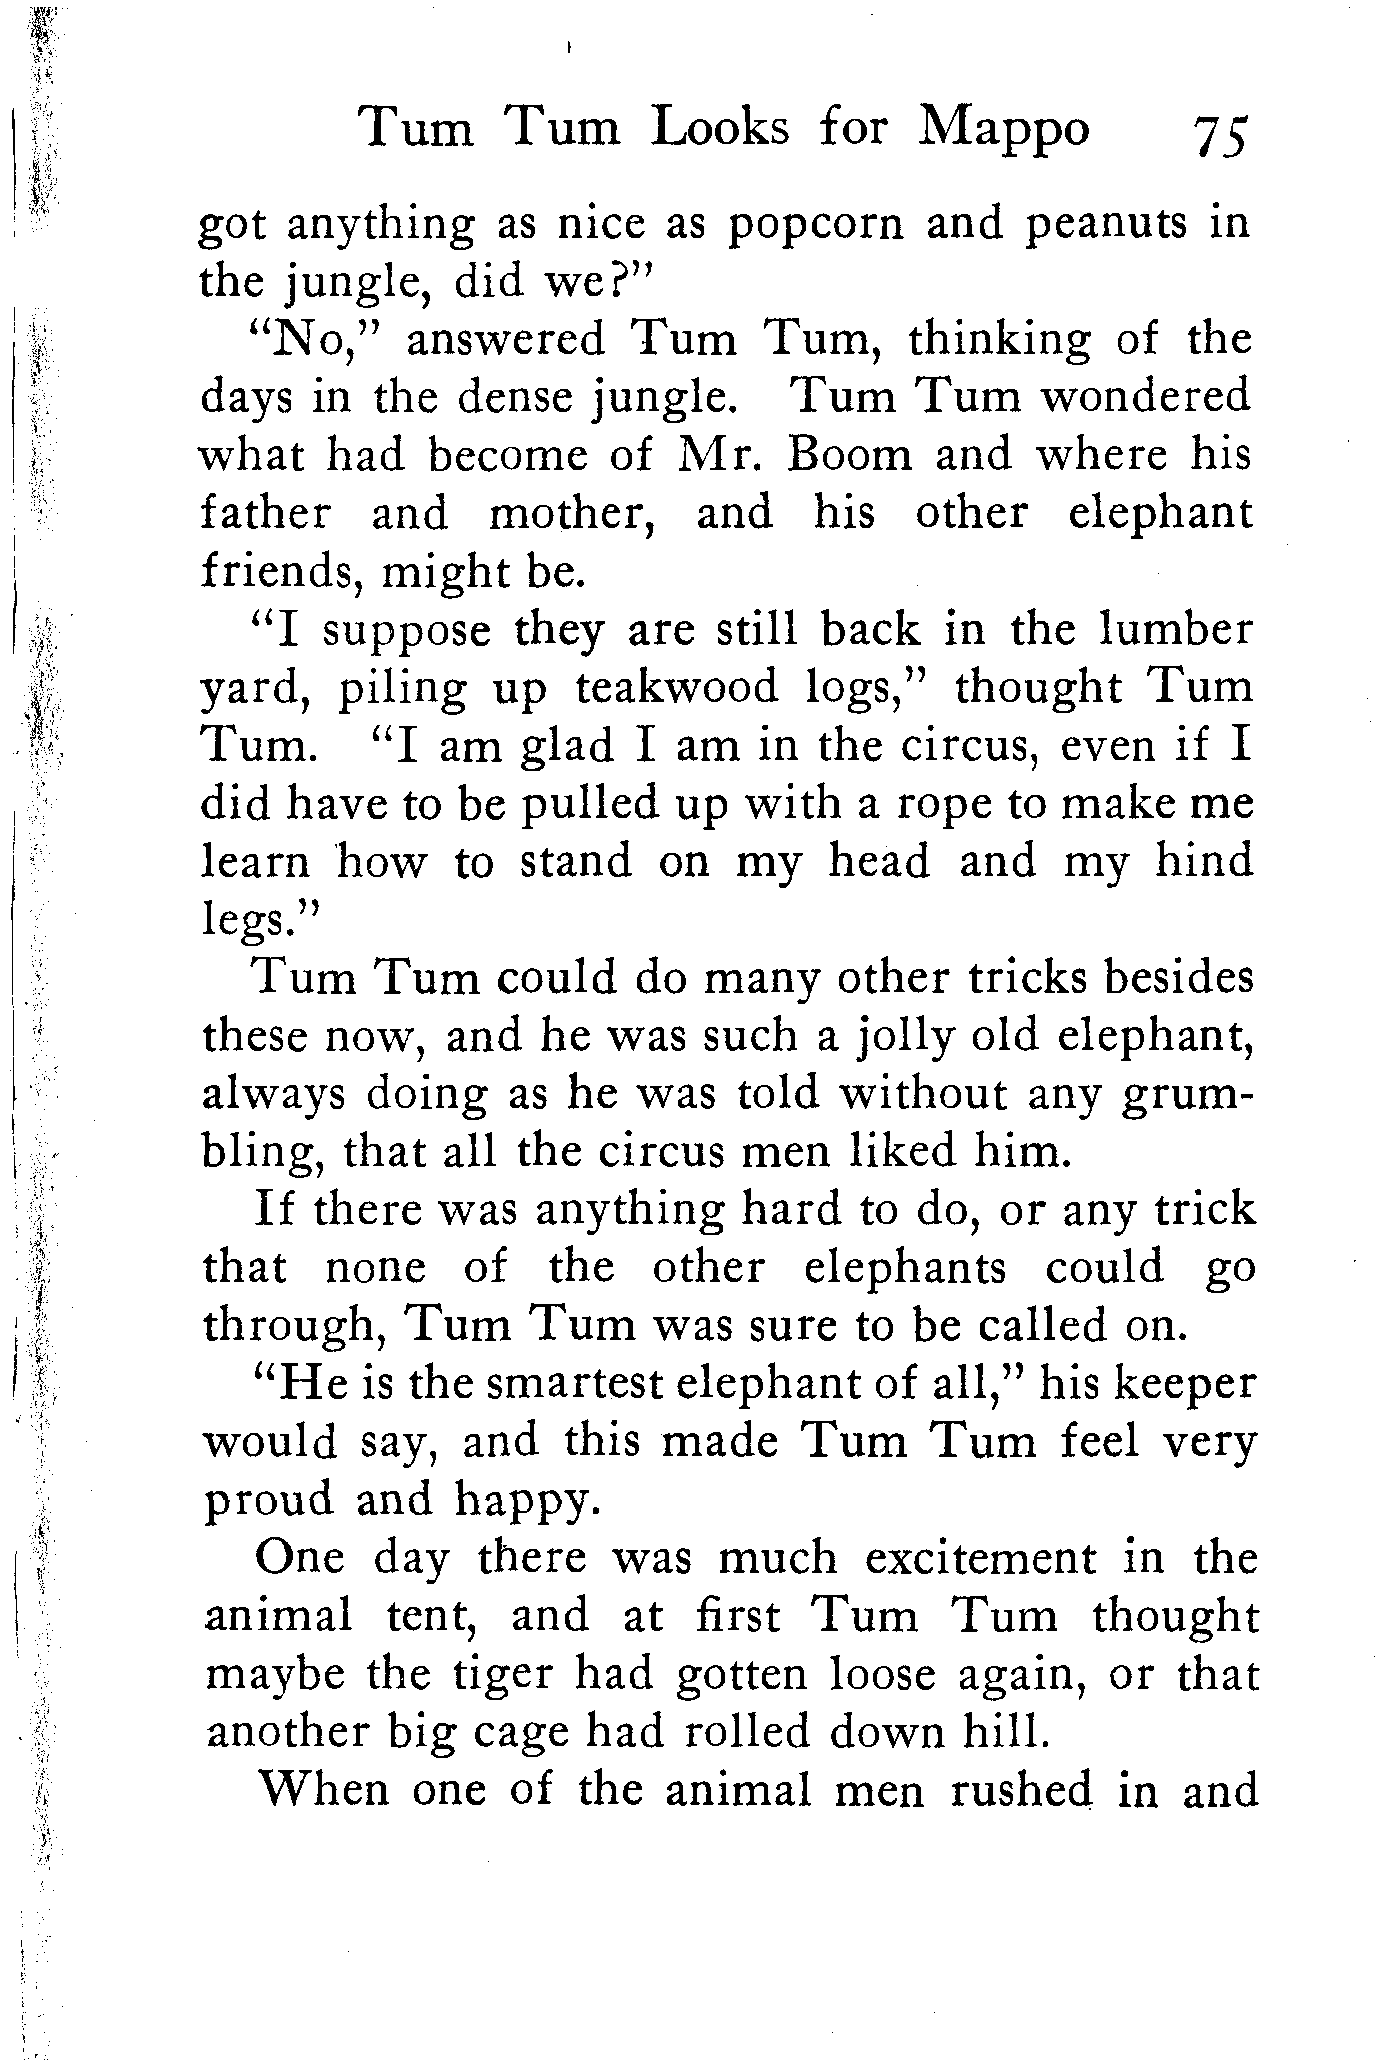 Tum Tum Looks for Mappo 75
got anything as nice as popcorn and peanuts in
the jungle, did we?”
“No,” answered Tum Tum, thinking of the
days in the dense jungle. Tum Tum wondered
what had become of Mr. Boom and where his
father and mother, and his other elephant
friends, might be.
“I suppose they are still back in the lumber
yard, piling up teakwood logs,” thought Tum
Tum. “I am glad I am in the circus, even if I
did have to be pulled up with a rope to make me
learn how to stand on my head and my hind
legs.”
Tum Tum could do many other tricks besides
these now, and he was such a jolly old elephant,
always doing as he was told without any grum-
bling, that all the circus men liked him.
If there was anything hard to do, or any trick
that none of the other elephants could go
through, Tum Tum was sure to be called on.
“He is the smartest elephant of all,” his keeper
would say, and this made Tum Tum feel very
proud and happy.
One day there was much excitement in the
animal tent, and at first Tum Tum thought
maybe the tiger had gotten loose again, or that
another big cage had rolled down hill.
When one of the animal men rushed in and